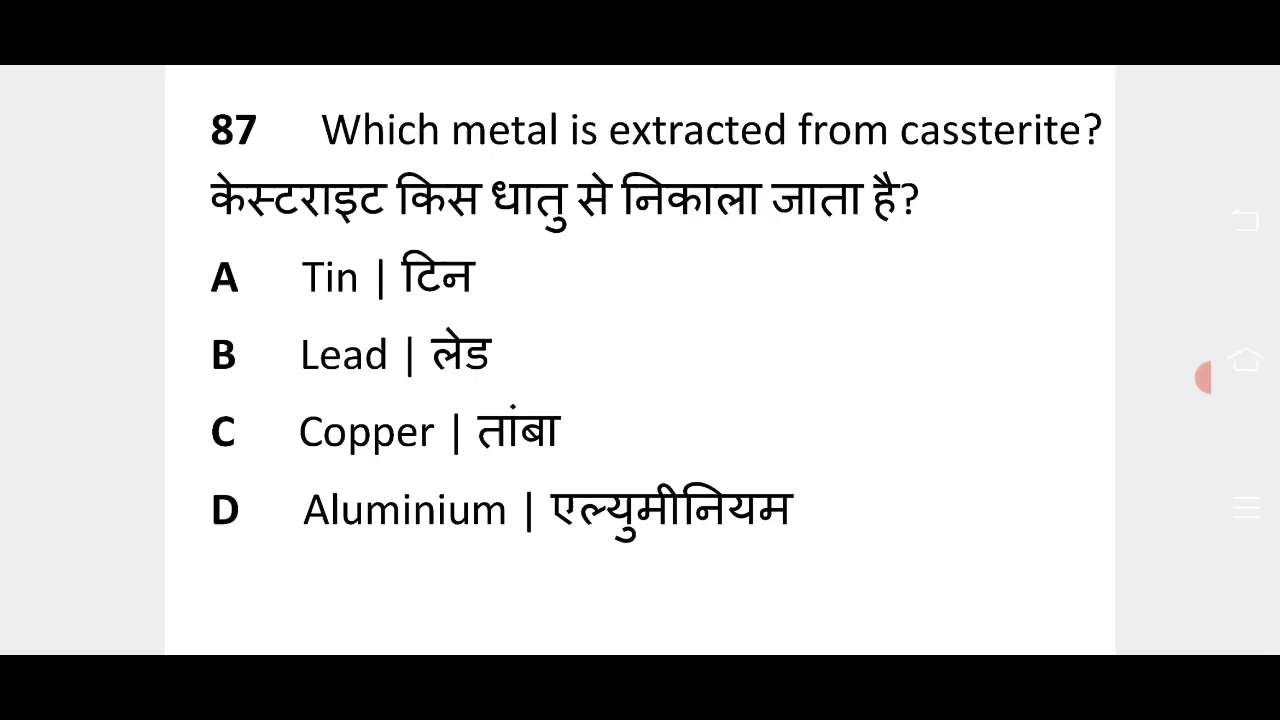 87 Which metal is extracted from cassterite?
केस्टराइट किस धातु से निकाला जाता है?
A Tin | टिन
B Lead | लेड
C Copper | तांबा
D Aluminium | एल्युमीनियम